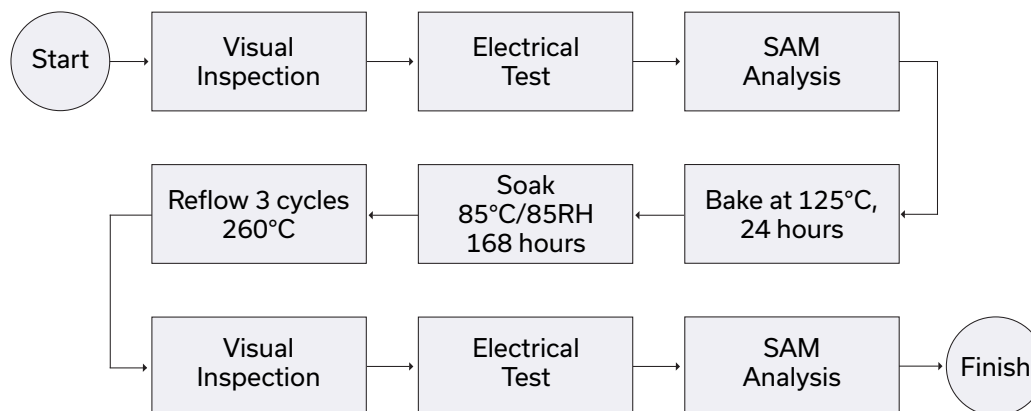 Start
Visual
Inspection
Electrical
Test
SAM
Analysis
Reflow 3 cycles
260°C
Soak
85°C/85RH
168 hours
Bake at 125°C,
24 hours
Visual
Inspection
Electrical
Test
SAM
Analysis
Finish